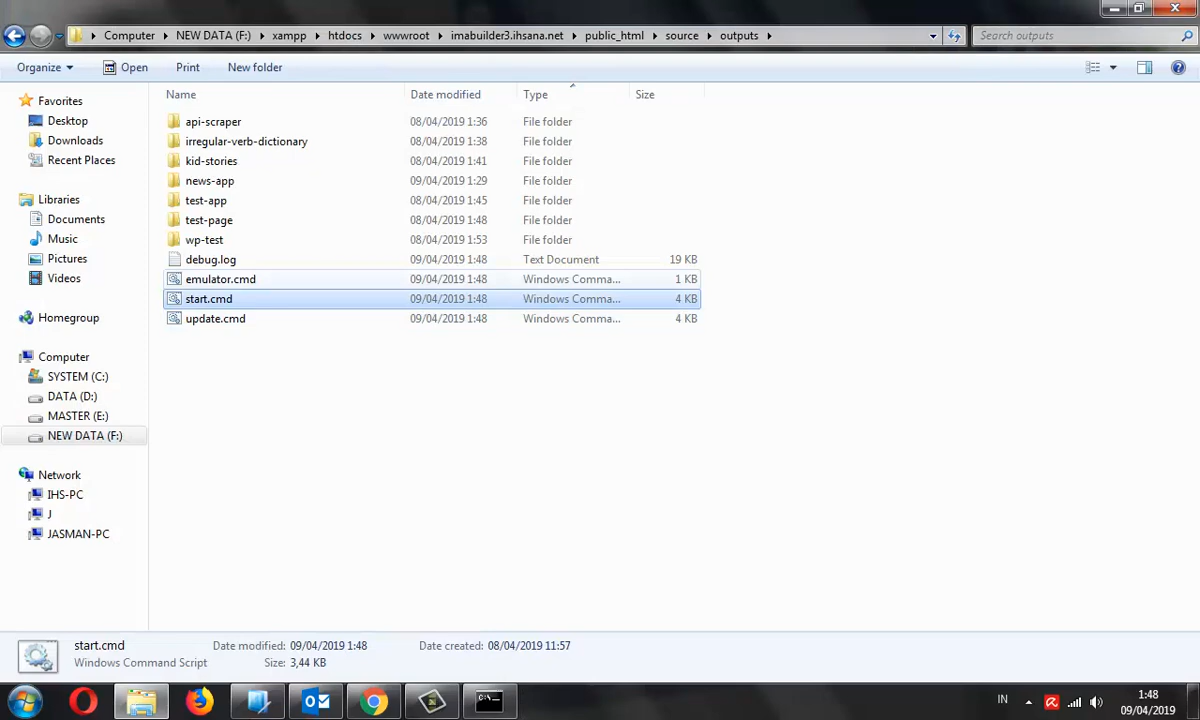 Computer NEW DATA (F:) xampp htdocs wwwroot imabuilder3.ihsana.net public_html source outputs Search outputs
Organize Open Print New folder
Name Date modified Type Size
Favorites
Desktop
Downloads
Recent Places
Libraries
Documents
Music
Pictures
Videos
Homegroup
Computer
SYSTEM (C:)
DATA (D:)
MASTER (E:)
NEW DATA (F:)
Network
IHS-PC
J
JASMAN-PC
api-scraper 08/04/2019 1:36 File folder
irregular-verb-dictionary 08/04/2019 1:38 File folder
kid-stories 08/04/2019 1:41 File folder
news-app 09/04/2019 1:29 File folder
test-app 08/04/2019 1:45 File folder
test-page 08/04/2019 1:48 File folder
wp-test 08/04/2019 1:53 File folder
debug.log 09/04/2019 1:48 Text Document 19 KB
emulator.cmd 09/04/2019 1:48 Windows Comma... 1 KB
start.cmd 09/04/2019 1:48 Windows Comma... 4 KB
update.cmd 09/04/2019 1:48 Windows Comma... 4 KB
start.cmd Date modified: 09/04/2019 1:48 Date created: 08/04/2019 11:57
Windows Command Script Size: 3,44 KB
IN 1:48
09/04/2019